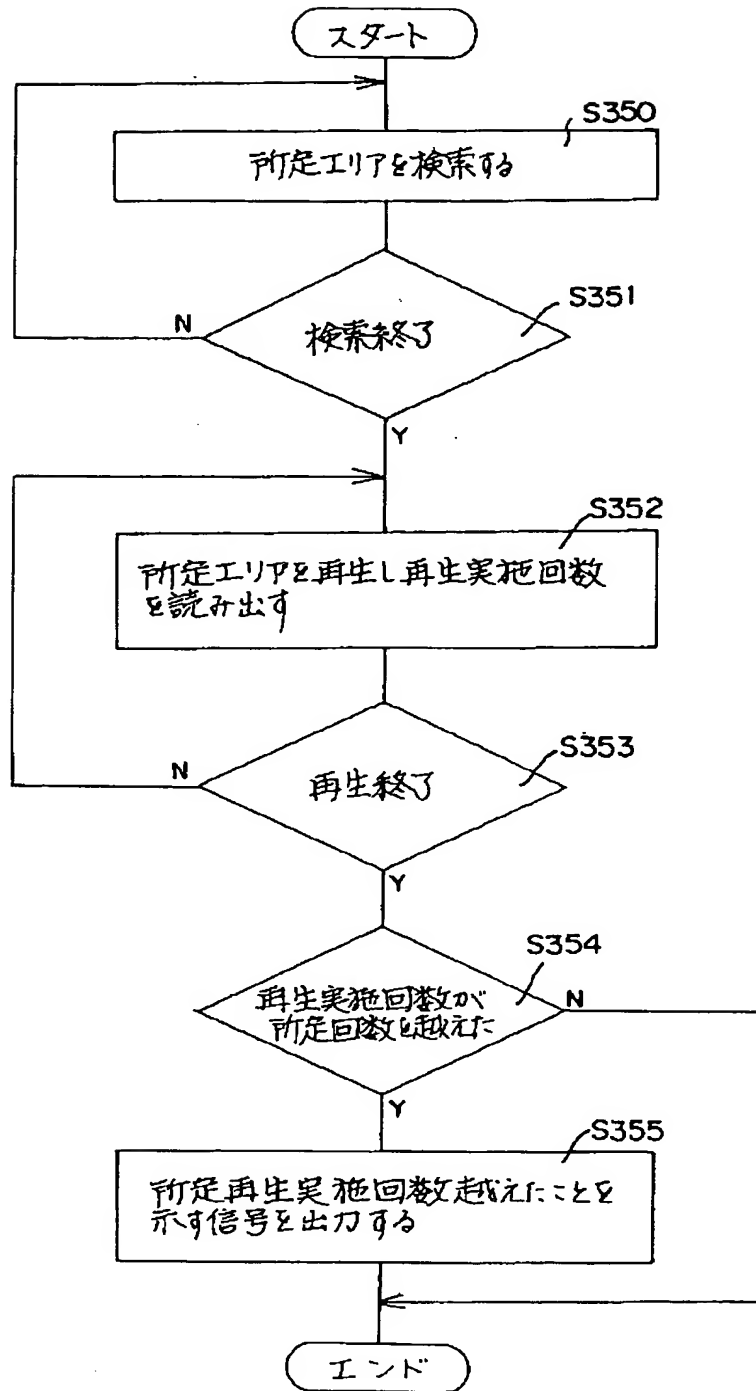 スタート
S350
所定エリアを検索する
S351
検索終了
N
Y
S352
所定エリアを再生し再生実施回数
を読み出す
S353
再生終了
N
Y
S354
再生実施回数が
所定回数を越えた
N
Y
S355
所定再生実施回数越えたことを
示す信号を出力する
エンド